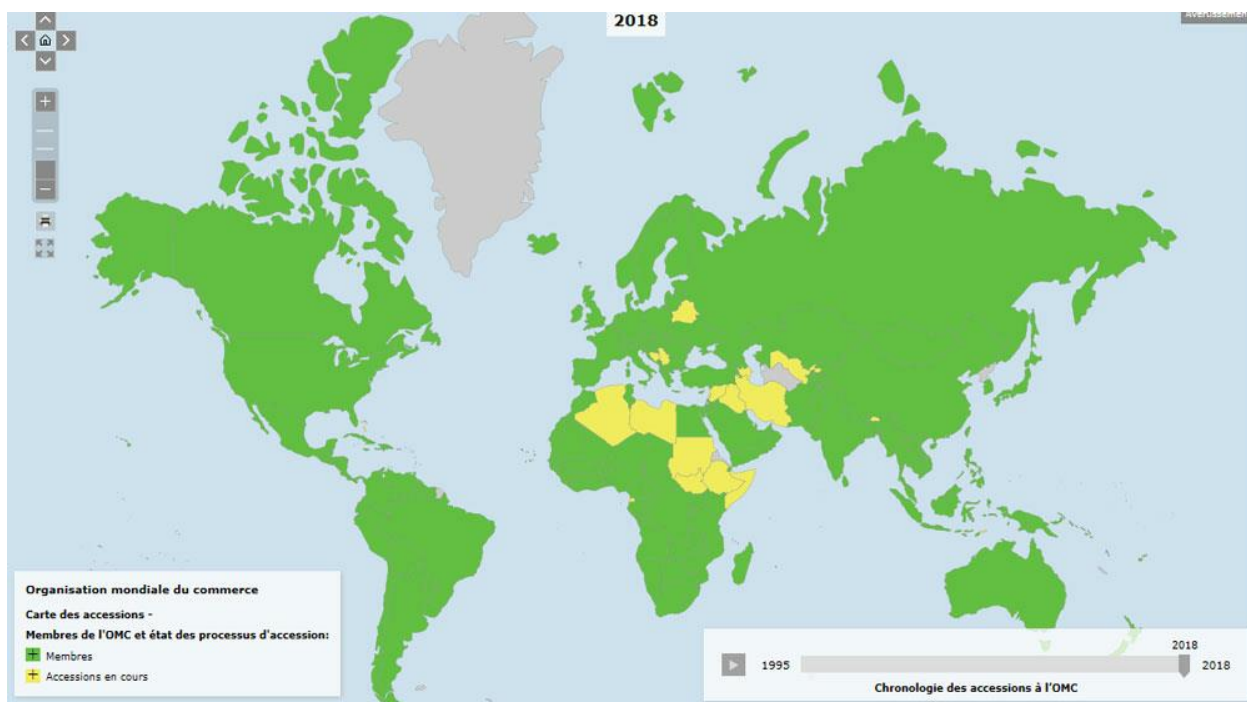 2018
Avertissement
Organisation mondiale du commerce
Carte des accessions -
Membres de l'OMC et état des processus d'accession:
Membres
Accessions en cours
2018
1995
2018
Chronologie des accessions à l'OMC